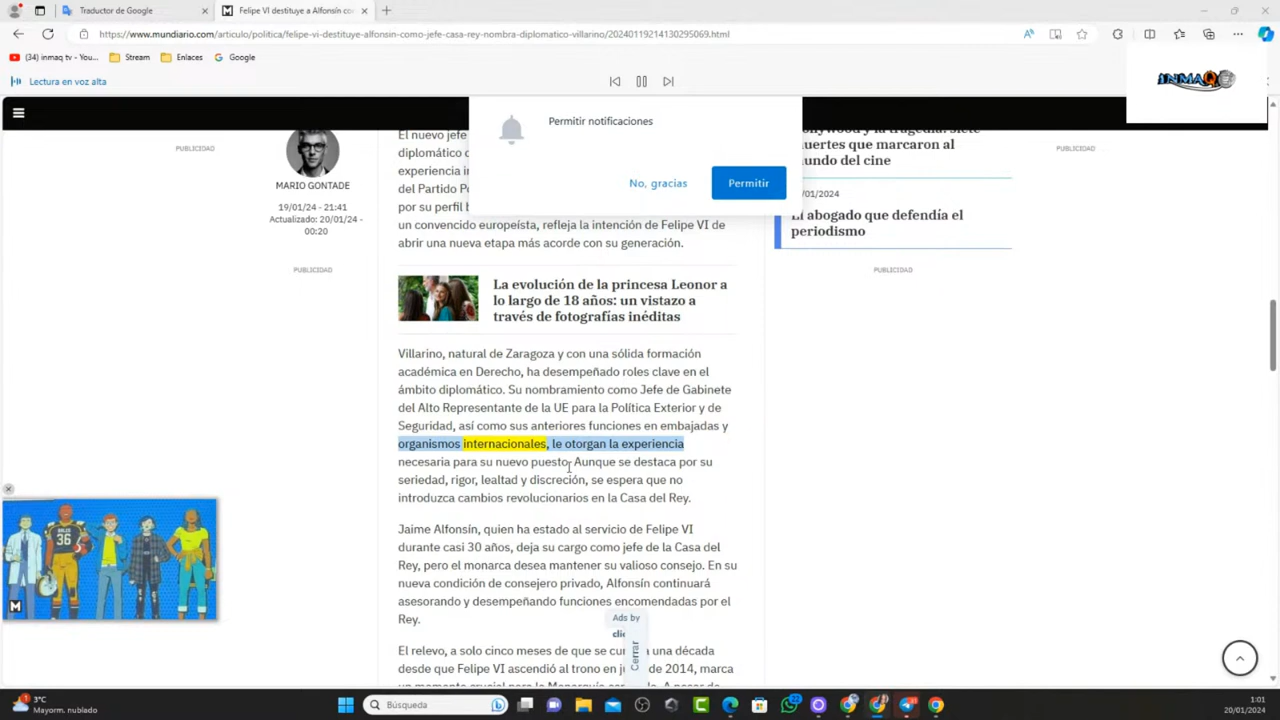 Traductor de Google
Felipe VI destituye a Alfonsín co
https://www.mundiario.com/articulo/politica/felipe-vi-destituye-alfonsin-como-jefe-casa-rey-nombra-diplomatico-villarino/20240119214130295069.html
(34) inmaq tv - You...
Stream
Enlaces
Google
Lectura en voz alta
INMAQ
Permitir notificaciones
No, gracias
Permitir
PUBLICIDAD
MARIO GONTADE
19/01/24 - 21:41
Actualizado: 20/01/24 -
00:20
PUBLICIDAD
El nuevo jefe
diplomático
experiencia
del Partido
por su perfil
un convencido europeísta, refleja la intención de Felipe VI de
abrir una nueva etapa más acorde con su generación.
La evolución de la princesa Leonor a
lo largo de 18 años: un vistazo a
través de fotografías inéditas
Villarino, natural de Zaragoza y con una sólida formación
académica en Derecho, ha desempeñado roles clave en el
ámbito diplomático. Su nombramiento como Jefe de Gabinete
del Alto Representante de la UE para la Política Exterior y de
Seguridad, así como sus anteriores funciones en embajadas y
organismos internacionales, le otorgan la experiencia
necesaria para su nuevo puesto. Aunque se destaca por su
seriedad, rigor, lealtad y discreción, se espera que no
introduzca cambios revolucionarios en la Casa del Rey.
Jaime Alfonsín, quien ha estado al servicio de Felipe VI
durante casi 30 años, deja su cargo como jefe de la Casa del
Rey, pero el monarca desea mantener su valioso consejo. En su
nueva condición de consejero privado, Alfonsín continuará
asesorando y desempeñando funciones encomendadas por el
Rey.
El relevo, a solo cinco meses de que se una década
desde que Felipe VI ascendió al trono en de 2014, marca
Ads by
Cerrar
y la tragedia: siete
muertes que marcaron al
mundo del cine
/01/2024
El abogado que defendía el
periodismo
PUBLICIDAD
PUBLICIDAD
36
M
3°C
Mayorm. nublado
Búsqueda
1:01
20/01/2024